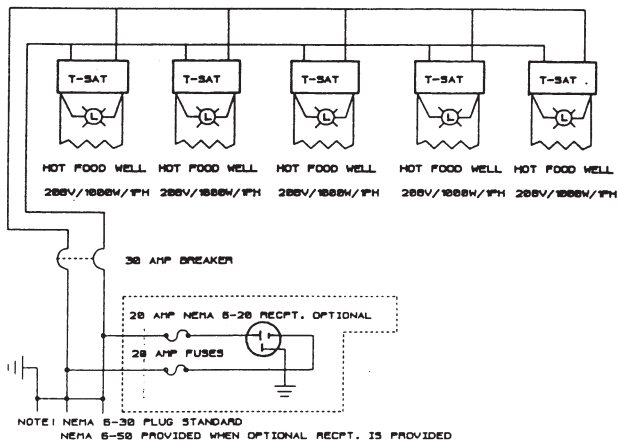 T-SAT T-SAT T-SAT T-SAT T-SAT
L L L L L
HOT FOOD WELL HOT FOOD WELL HOT FOOD WELL HOT FOOD WELL HOT FOOD WELL
208V/1000W/1PH 208V/1000W/1PH 208V/1000W/1PH 208V/1000W/1PH 208V/1000W/1PH
30 AMP BREAKER
20 AMP NEMA 6-20 RECPT. OPTIONAL
20 AMP FUSES
NOTE: NEMA 6-30 PLUG STANDARD
NEMA 6-50 PROVIDED WHEN OPTIONAL RECPT. IS PROVIDED